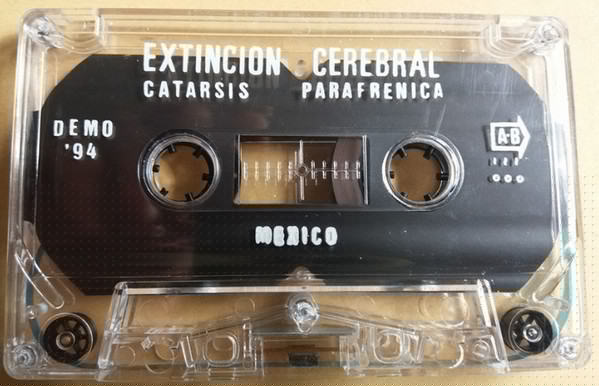 EXTINCION CEREBRAL
CATARSIS PARAFRENICA
DEMO
'94
A-B
MEXICO